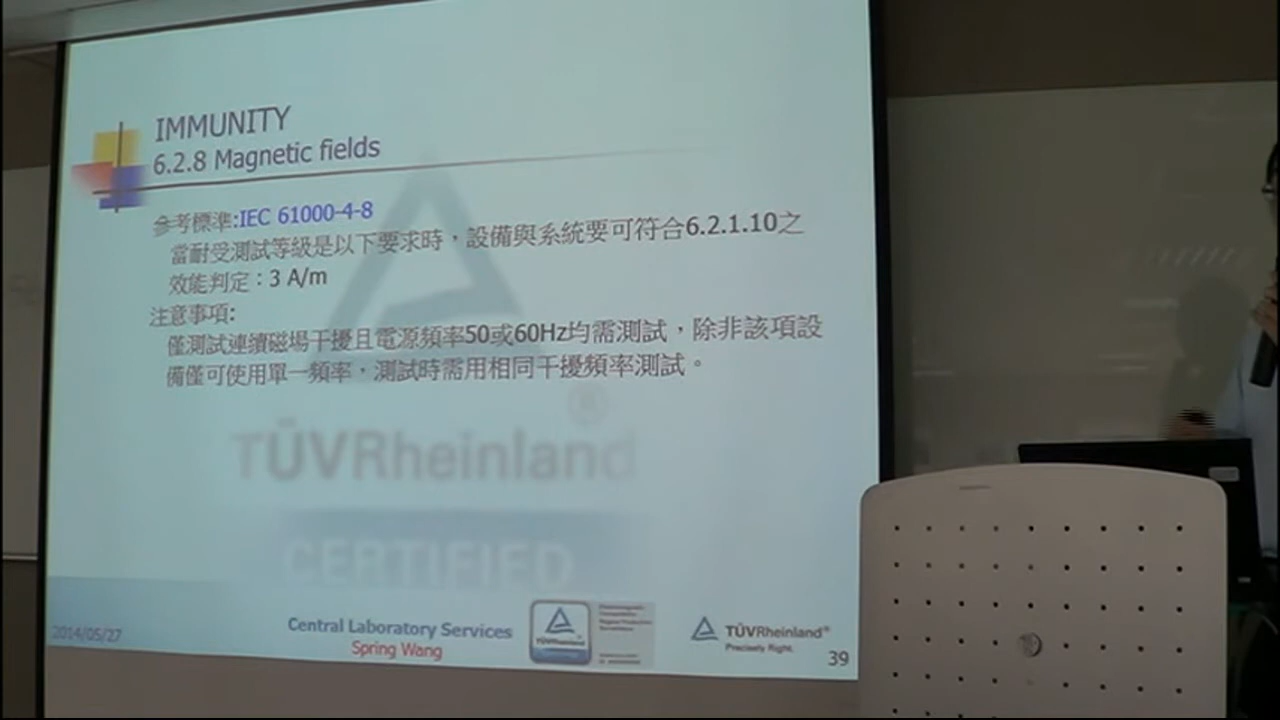 IMMUNITY
6.2.8 Magnetic fields
參考標準:IEC 61000-4-8
當耐受測試等級是以下要求時，設備與系統要可符合6.2.1.10之
效能判定：3 A/m
注意事項:
僅測試連續磁場干擾且電源頻率50或60Hz均需測試，除非該項設
備僅可使用單一頻率，測試時需用相同干擾頻率測試。
TÜVRheinland
CERTIFIED
2014/05/27
Central Laboratory Services
Spring Wang
TÜVRheinland
TÜVRheinland®
Precisely Right.
39